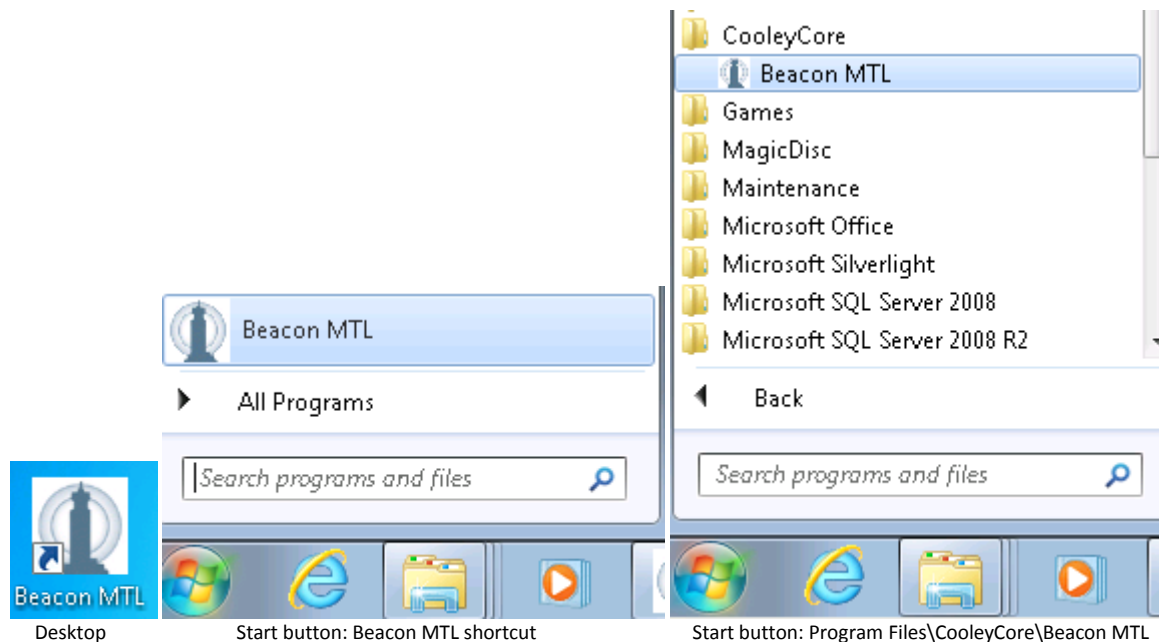 CooleyCore
Beacon MTL
Games
MagicDisc
Maintenance
Microsoft Office
Microsoft Silverlight
Microsoft SQL Server 2008
Microsoft SQL Server 2008 R2
Back
Search programs and files
Beacon MTL
All Programs
Search programs and files
Beacon MTL
Desktop
Start button: Beacon MTL shortcut
Start button: Program Files\CooleyCore\Beacon MTL